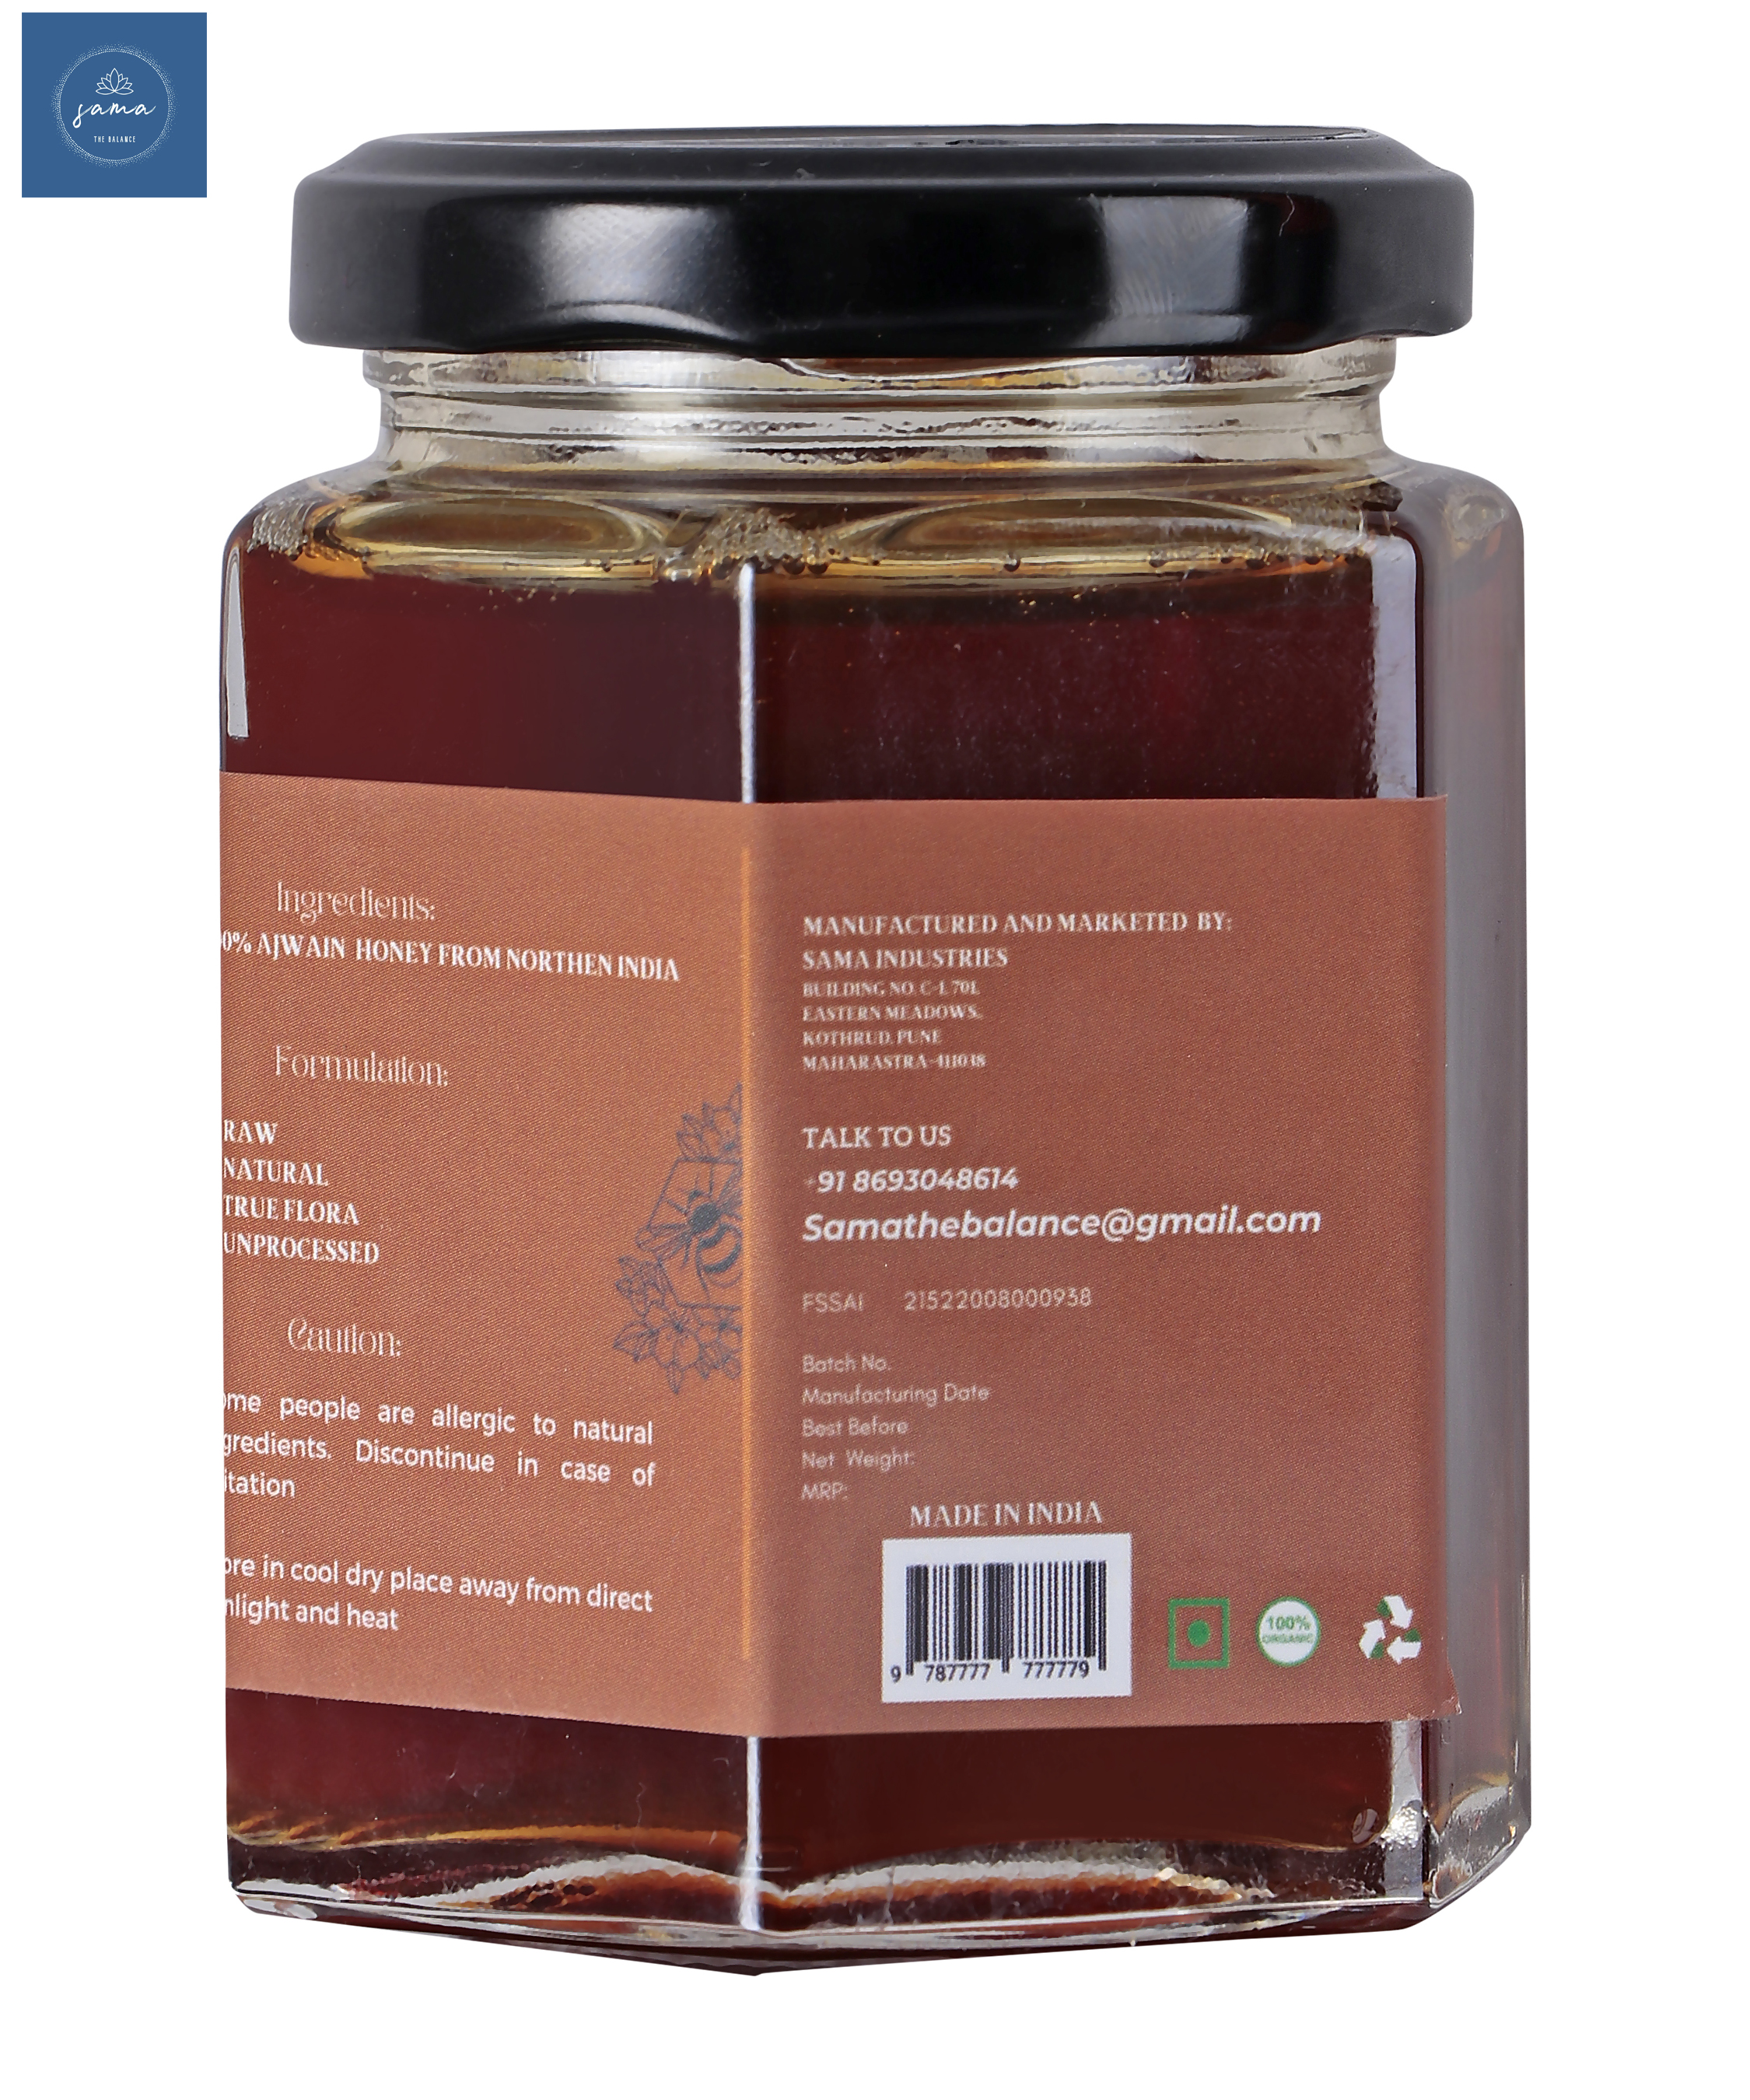 sama
THE BALANCE
Ingredients:
0% AJWAIN HONEY FROM NORTHEN INDIA
Formulation:
RAW
NATURAL
TRUE FLORA
UNPROCESSED
Caution:
ome people are allergic to natural
gredients. Discontinue in case of
itation
ore in cool dry place away from direct
nlight and heat
MANUFACTURED AND MARKETED BY:
SAMA INDUSTRIES
BUILDING NO. C-1, 701,
EASTERN MEADOWS,
KOTHRUD, PUNE
MAHARASTRA-411038
TALK TO US
+91 8693048614
Samathebalance@gmail.com
FSSAI 21522008000938
Batch No.
Manufacturing Date
Best Before
Net Weight:
MRP:
MADE IN INDIA
9 787777 777779
100%
ORGANIC